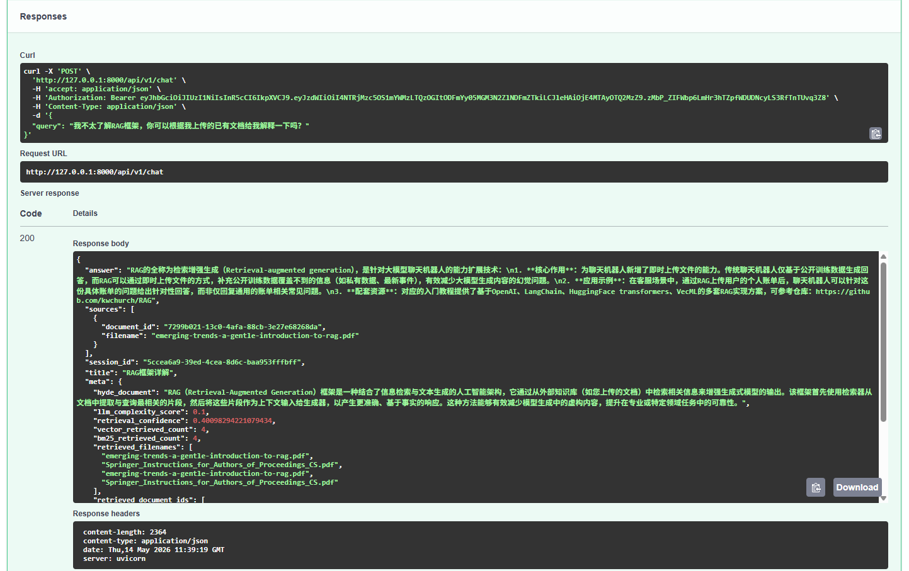 Responses
Curl
curl -X 'POST' \
'http://127.0.0.1:8000/api/v1/chat' \
-H 'accept: application/json' \
-H 'Authorization: Bearer
-H 'Content-Type: application/json' \
-d '{
"query": "我不太了解RAG框架，你可以根据我上传的已有文档给我解释一下吗？"
}'
Request URL
http://127.0.0.1:8000/api/v1/chat
Server response
Code
Details
200
Response body
{
"answer": "RAG的全称为检索增强生成（Retrieval-augmented generation），是针对大模型聊天机器人的能力扩展技术：\n1. **核心作用**：为聊天机器人新增了即时上传文件的能力。传统聊天机器人仅基于公开训练数据生成回
答，而RAG可以通过即时上传文件的方式，补充公开训练数据覆盖不到的信息（如私有数据、最新事件），有效减少大模型生成内容的幻觉问题。\n2. **应用示例**：在客服场景中，通过RAG上传用户的个人账单后，聊天机器人可以针对这
份具体账单的问题给出针对性回答，而非仅回复通用的账单相关常见问题。\n3. **配套资源**：对应的入门教程提供了基于OpenAI、LangChain、HuggingFace transformers、VecML的多套RAG实现方案，可参考仓库：https://githu
b.com/kwchurch/RAG",
"sources": [
{
"document_id": "7299b021-13c0-4afa-88cb-3e27e68268da",
"filename": "emerging-trends-a-gentle-introduction-to-rag.pdf"
}
],
"session_id": "5ccea6a9-39ed-4cea-8d6c-baa953fffbff",
"title": "RAG框架详解",
"meta": {
"hyde_document": "RAG（Retrieval-Augmented Generation）框架是一种结合了信息检索与文本生成的人工智能架构，它通过从外部知识库（如您上传的文档）中检索相关信息来增强生成式模型的输出。该框架首先使用检索器从
文档中提取与查询最相关的片段，然后将这些片段作为上下文输入给生成器，以产生更准确、基于事实的响应。这种方法能够有效减少模型生成中的虚构内容，提升在专业或特定领域任务中的可靠性。",
"llm_complexity_score": 0.1,
"retrieval_confidence": 0.40098294221079434,
"vector_retrieved_count": 4,
"bm25_retrieved_count": 4,
"retrieved_filenames": [
"emerging-trends-a-gentle-introduction-to-rag.pdf",
"Springer_Instructions_for_Authors_of_Proceedings_CS.pdf",
"emerging-trends-a-gentle-introduction-to-rag.pdf",
"Springer_Instructions_for_Authors_of_Proceedings_CS.pdf"
],
"retrieved_document_ids": [
Download
Response headers
content-length: 2364
content-type: application/json
date: Thu,14 May 2026 11:39:19 GMT
server: uvicorn